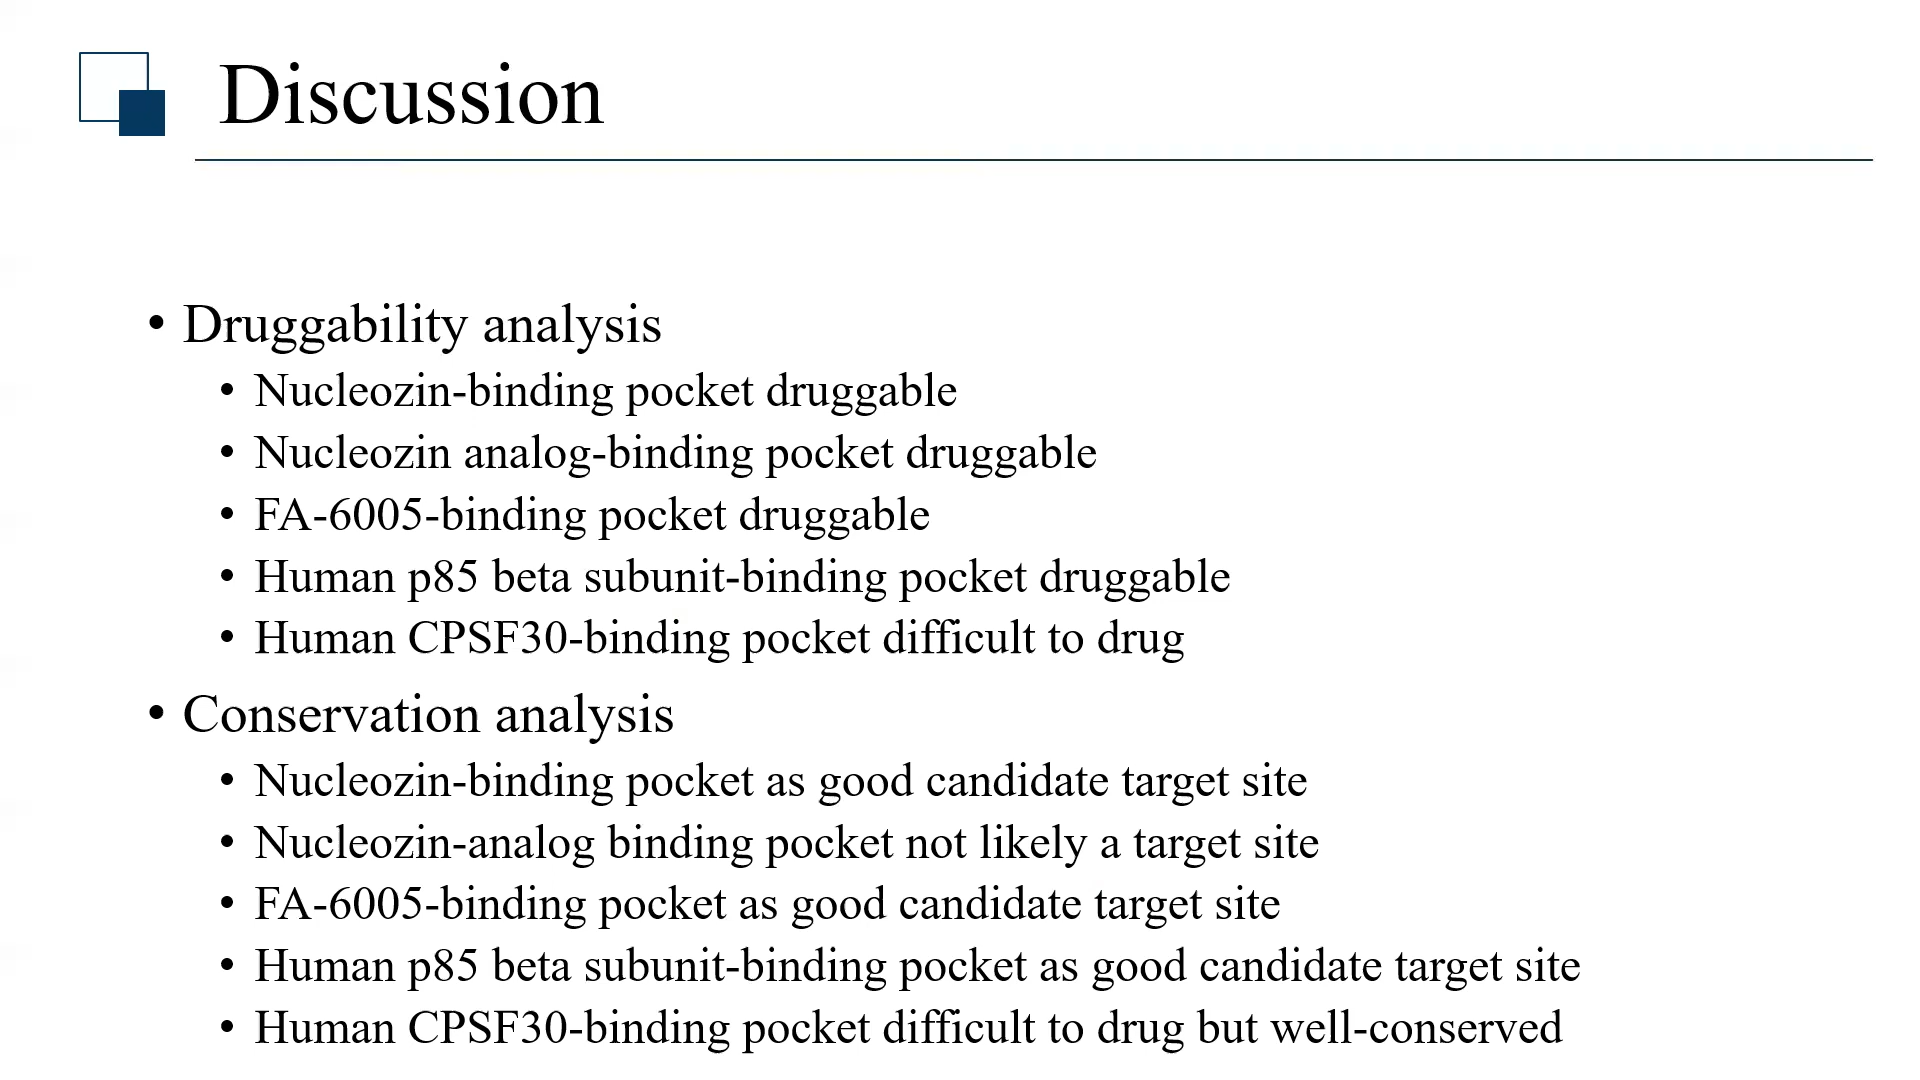 Discussion
• Druggability analysis
• Nucleozin-binding pocket druggable
• Nucleozin analog-binding pocket druggable
• FA-6005-binding pocket druggable
• Human p85 beta subunit-binding pocket druggable
• Human CPSF30-binding pocket difficult to drug
• Conservation analysis
• Nucleozin-binding pocket as good candidate target site
• Nucleozin-analog binding pocket not likely a target site
• FA-6005-binding pocket as good candidate target site
• Human p85 beta subunit-binding pocket as good candidate target site
• Human CPSF30-binding pocket difficult to drug but well-conserved